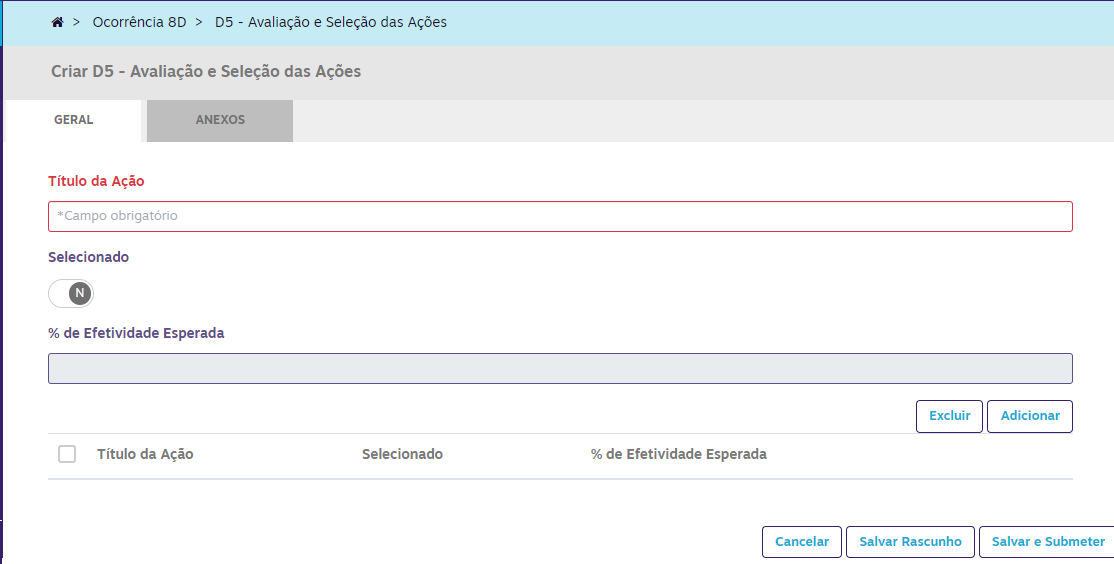 > Ocorrência 8D > D5 - Avaliação e Seleção das Ações
Criar D5 - Avaliação e Seleção das Ações
GERAL ANEXOS
Título da Ação
*Campo obrigatório
Selecionado
N
% de Efetividade Esperada
Excluir Adicionar
Título da Ação Selecionado % de Efetividade Esperada
Cancelar Salvar Rascunho Salvar e Submeter